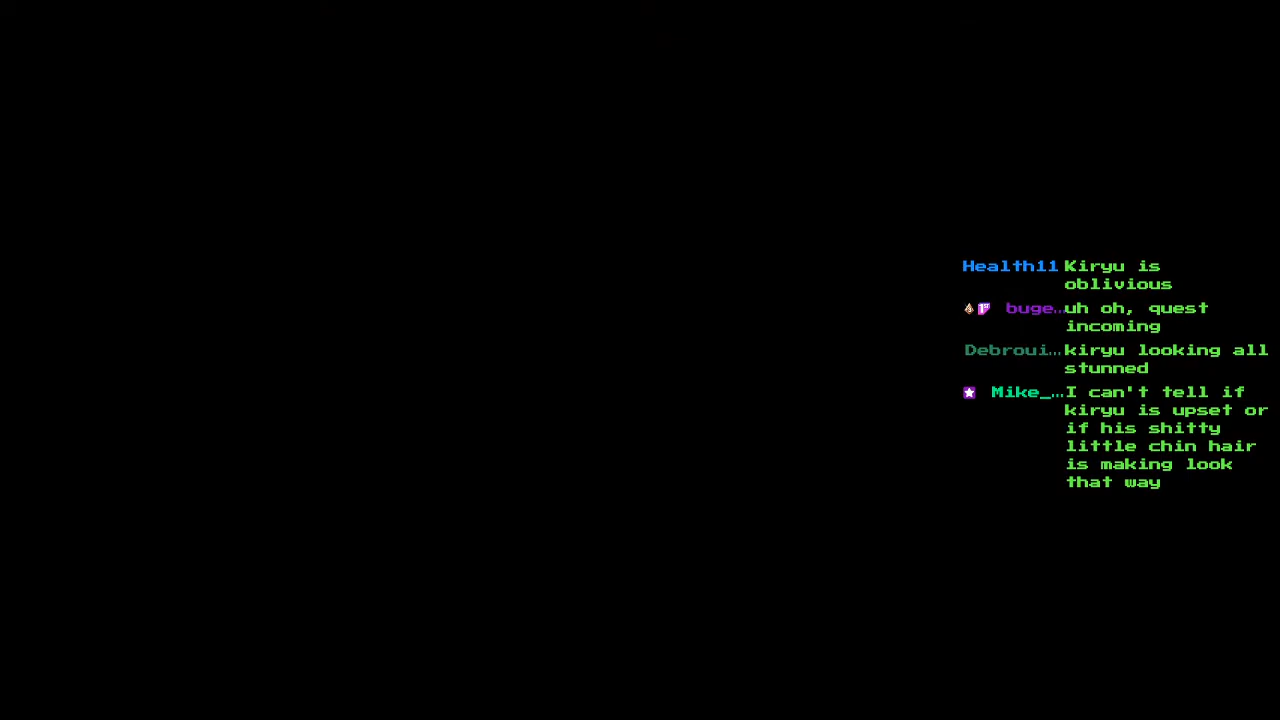 Health11 Kiryu is
oblivious
buge... uh oh, quest
incoming
Debroui... kiryu looking all
stunned
Mike_... I can't tell if
kiryu is upset or
if his shitty
little chin hair
is making look
that way